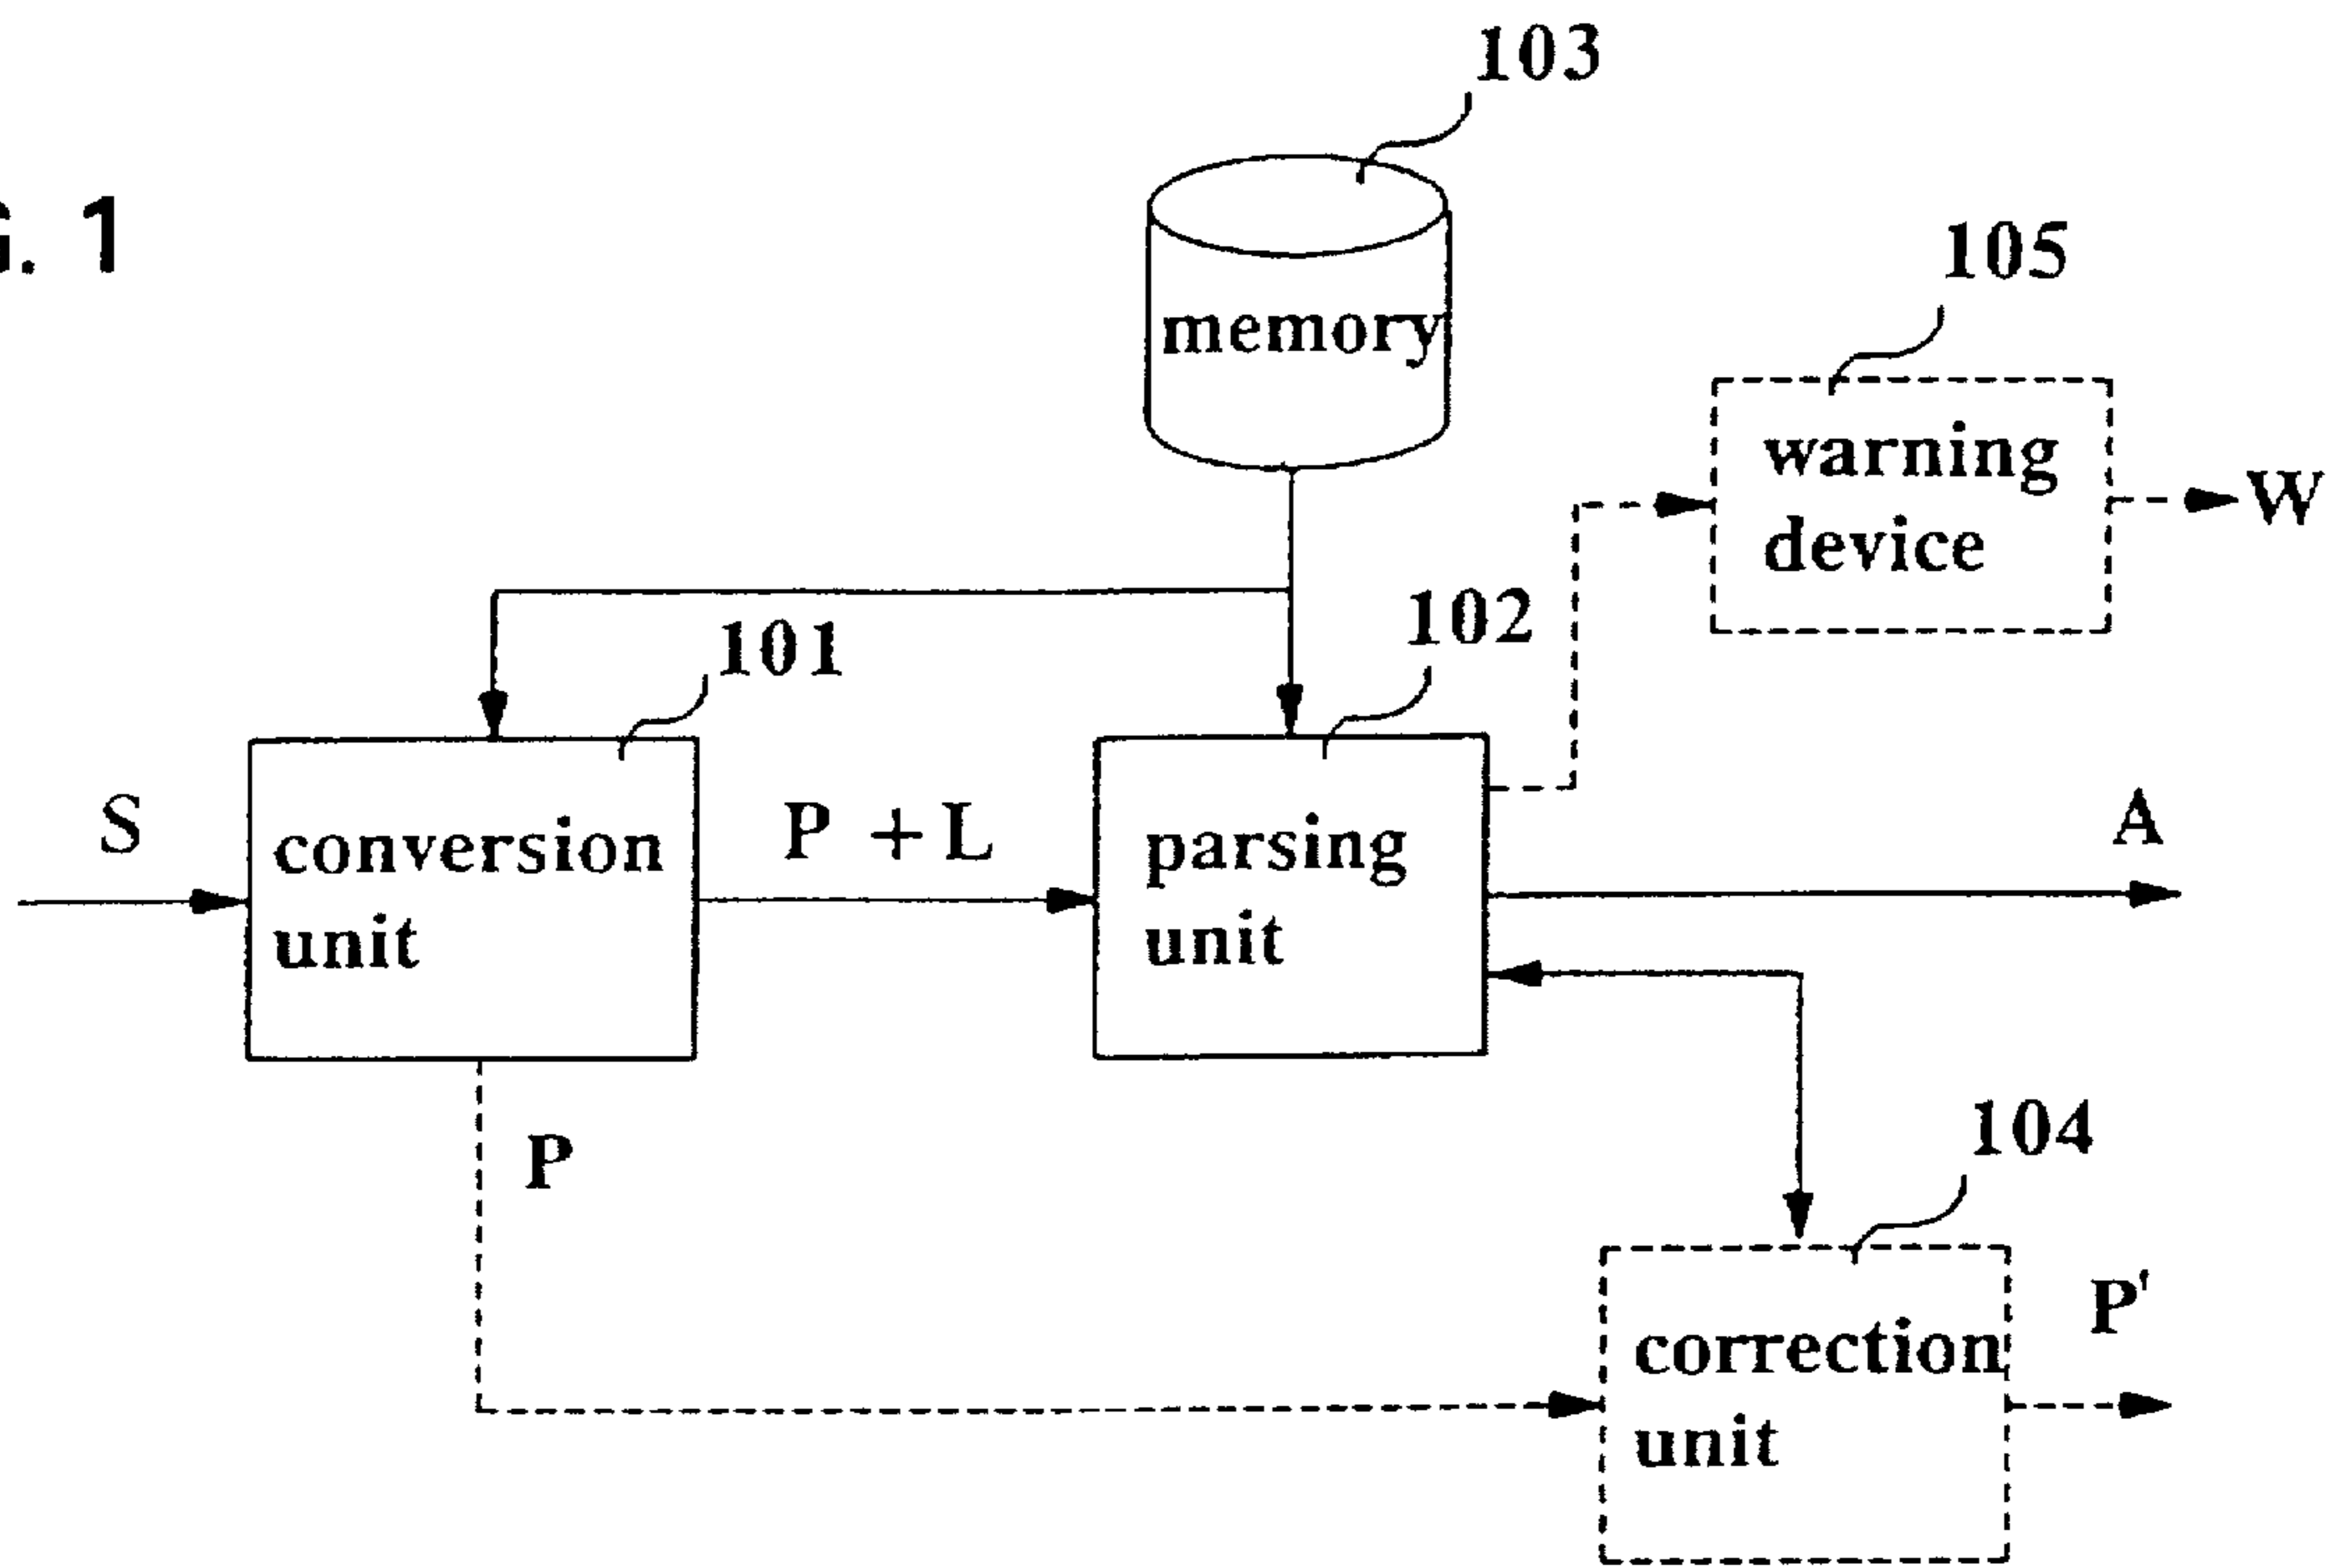 103
G. 1
105
memory
warning
device
W
102
101
S
P + L
A
conversion
unit
parsing
unit
P
104
P'
correction
unit